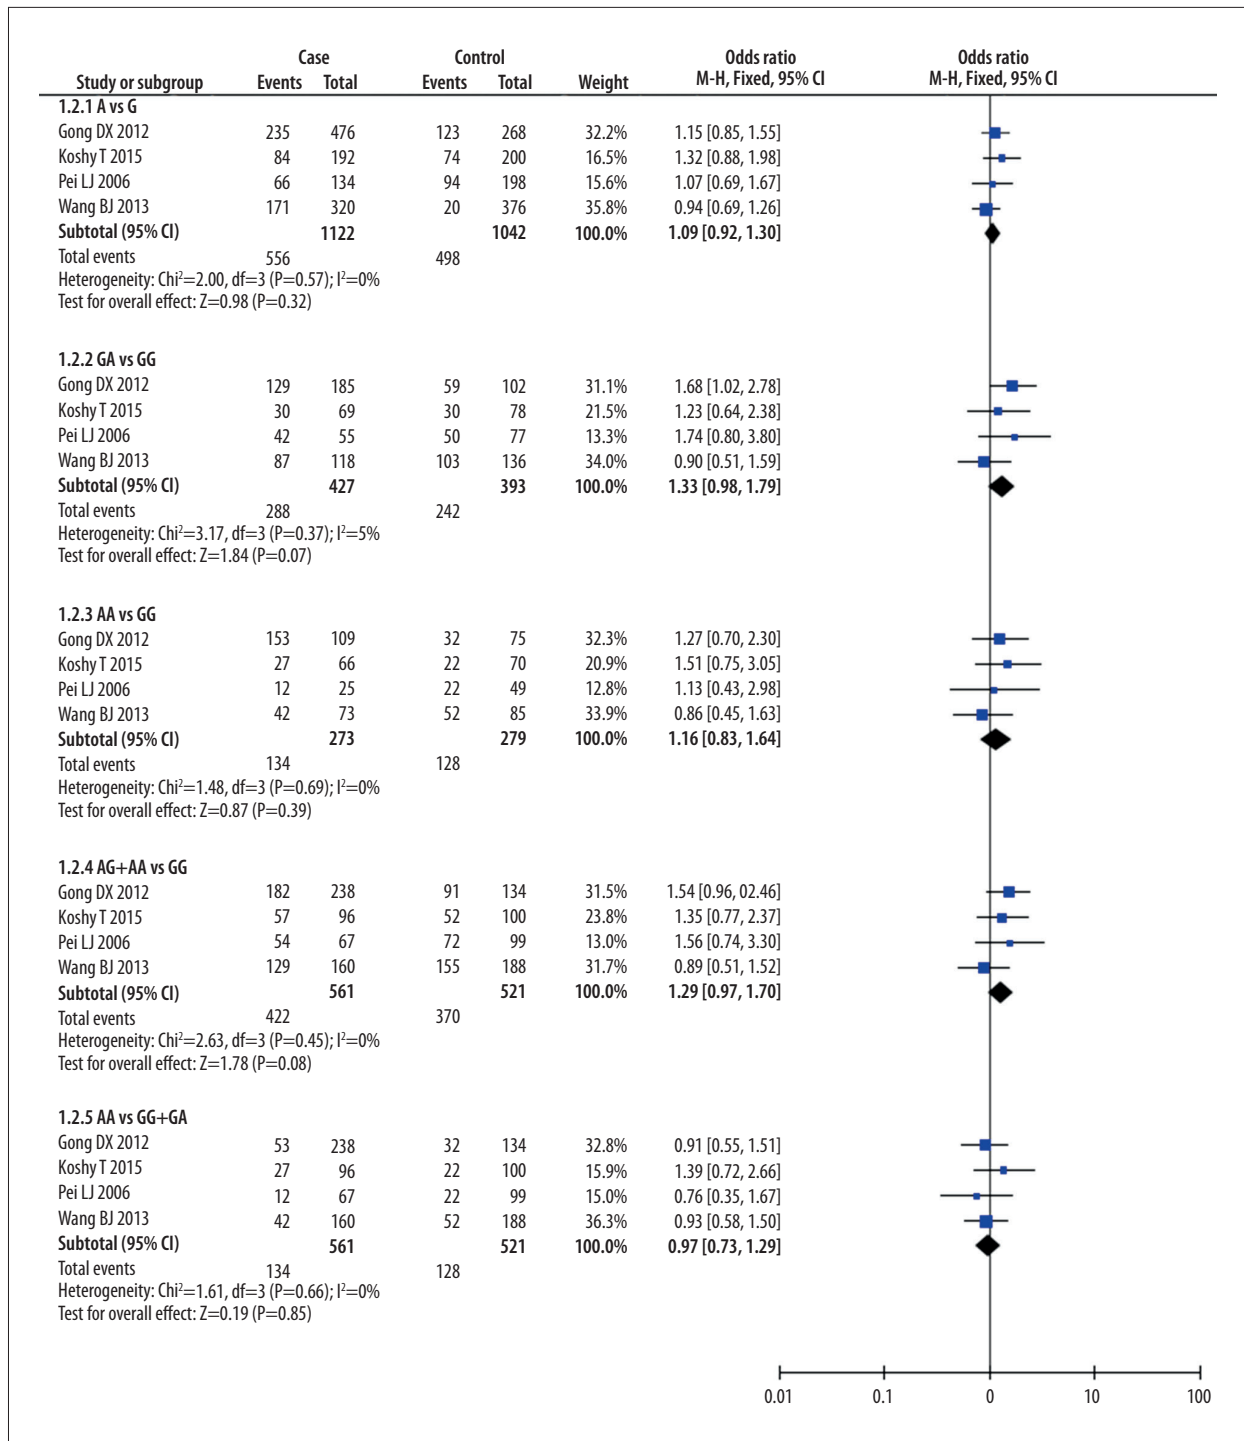 Case Control Odds ratio Odds ratio
Study or subgroup Events Total Events Total Weight M-H, Fixed, 95% CI M-H, Fixed, 95% CI
1.2.1 A vs G
Gong DX 2012 235 476 123 268 32.2% 1.15 [0.85, 1.55]
Koshy T 2015 84 192 74 200 16.5% 1.32 [0.88, 1.98]
Pei LJ 2006 66 134 94 198 15.6% 1.07 [0.69, 1.67]
Wang BJ 2013 171 320 20 376 35.8% 0.94 [0.69, 1.26]
Subtotal (95% CI) 1122 1042 100.0% 1.09 [0.92, 1.30]
Total events 556 498
Heterogeneity: Chi²=2.00, df=3 (P=0.57); I²=0%
Test for overall effect: Z=0.98 (P=0.32)
1.2.2 GA vs GG
Gong DX 2012 129 185 59 102 31.1% 1.68 [1.02, 2.78]
Koshy T 2015 30 69 30 78 21.5% 1.23 [0.64, 2.38]
Pei LJ 2006 42 55 50 77 13.3% 1.74 [0.80, 3.80]
Wang BJ 2013 87 118 103 136 34.0% 0.90 [0.51, 1.59]
Subtotal (95% CI) 427 393 100.0% 1.33 [0.98, 1.79]
Total events 288 242
Heterogeneity: Chi²=3.17, df=3 (P=0.37); I²=5%
Test for overall effect: Z=1.84 (P=0.07)
1.2.3 AA vs GG
Gong DX 2012 153 109 32 75 32.3% 1.27 [0.70, 2.30]
Koshy T 2015 27 66 22 70 20.9% 1.51 [0.75, 3.05]
Pei LJ 2006 12 25 22 49 12.8% 1.13 [0.43, 2.98]
Wang BJ 2013 42 73 52 85 33.9% 0.86 [0.45, 1.63]
Subtotal (95% CI) 273 279 100.0% 1.16 [0.83, 1.64]
Total events 134 128
Heterogeneity: Chi²=1.48, df=3 (P=0.69); I²=0%
Test for overall effect: Z=0.87 (P=0.39)
1.2.4 AG+AA vs GG
Gong DX 2012 182 238 91 134 31.5% 1.54 [0.96, 02.46]
Koshy T 2015 57 96 52 100 23.8% 1.35 [0.77, 2.37]
Pei LJ 2006 54 67 72 99 13.0% 1.56 [0.74, 3.30]
Wang BJ 2013 129 160 155 188 31.7% 0.89 [0.51, 1.52]
Subtotal (95% CI) 561 521 100.0% 1.29 [0.97, 1.70]
Total events 422 370
Heterogeneity: Chi²=2.63, df=3 (P=0.45); I²=0%
Test for overall effect: Z=1.78 (P=0.08)
1.2.5 AA vs GG+GA
Gong DX 2012 53 238 32 134 32.8% 0.91 [0.55, 1.51]
Koshy T 2015 27 96 22 100 15.9% 1.39 [0.72, 2.66]
Pei LJ 2006 12 67 22 99 15.0% 0.76 [0.35, 1.67]
Wang BJ 2013 42 160 52 188 36.3% 0.93 [0.58, 1.50]
Subtotal (95% CI) 561 521 100.0% 0.97 [0.73, 1.29]
Total events 134 128
Heterogeneity: Chi²=1.61, df=3 (P=0.66); I²=0%
Test for overall effect: Z=0.19 (P=0.85)
0.01 0.1 0 10 100